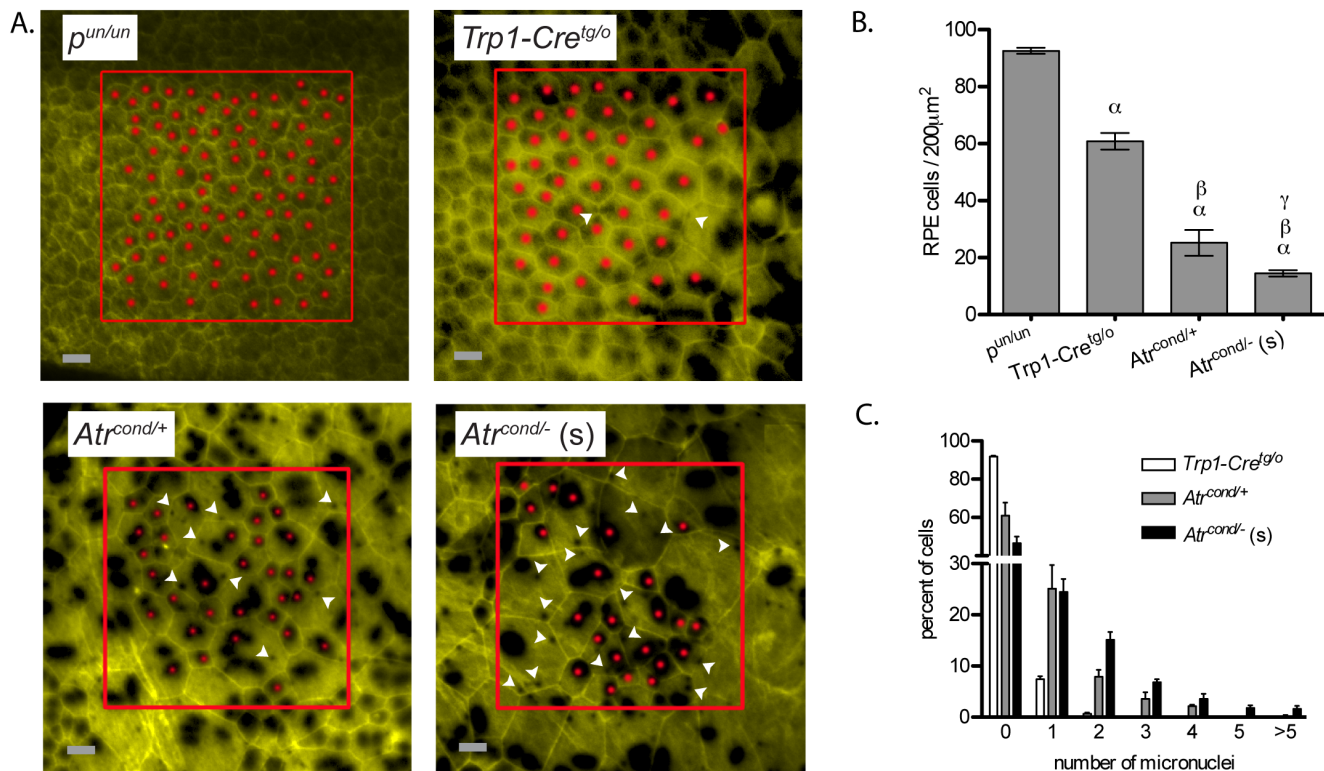 A.
p^un/un
Trp1-Cre^tg/o
Atr^cond/+
Atr^cond/- (s)
B.
RPE cells / 200μm²
100
80
60
40
20
0
α
β
α
γ
β
α
p^un/un
Trp1-Cre^tg/o
Atr^cond/+
Atr^cond/- (s)
C.
percent of cells
100
80
60
40
30
20
10
0
Trp1-Cre^tg/o
Atr^cond/+
Atr^cond/- (s)
0 1 2 3 4 5 >5
number of micronuclei